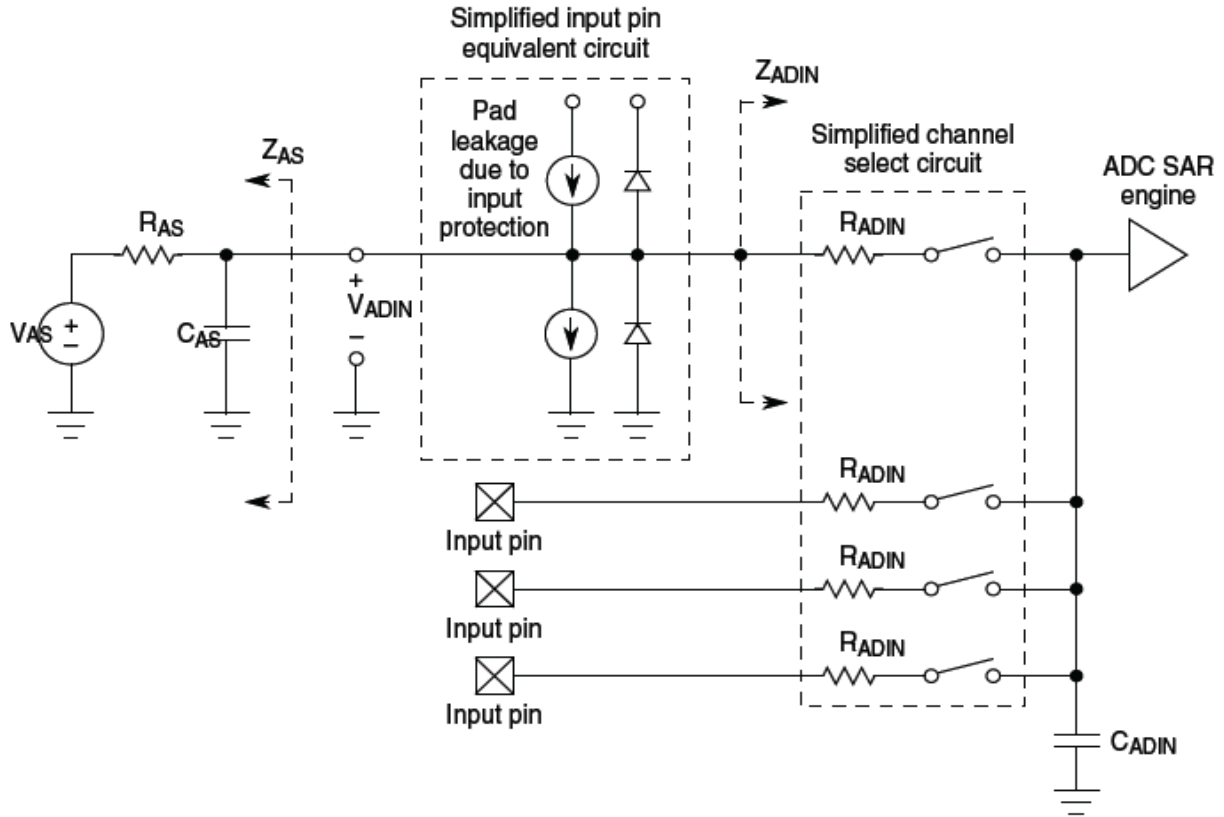 Simplified input pin
equivalent circuit
Pad
leakage
due to
input
protection
ZADIN
Simplified channel
select circuit
ADC SAR
engine
ZAS
RAS
RADIN
+
VADIN
–
VAS
+
–
CAS
RADIN
Input pin
RADIN
Input pin
RADIN
Input pin
CADIN